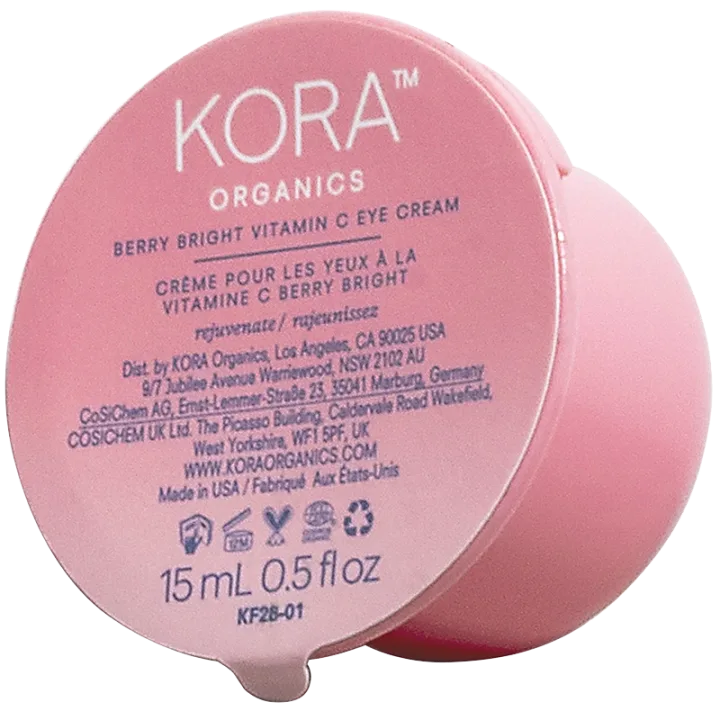 KORA™
ORGANICS
BERRY BRIGHT VITAMIN C EYE CREAM
CRÈME POUR LES YEUX À LA
VITAMINE C BERRY BRIGHT
rejuvenate / rajeunissez
Dist. by KORA Organics, Los Angeles, CA 90025 USA
9/7 Jubilee Avenue Warriewood, NSW 2102 AU
CoSiChem AG, Ernst-Lemmer-Straße 23, 35041 Marburg, Germany
COSICHEM UK Ltd. The Picasso Building, Caldervale Road Wakefield,
West Yorkshire, WF1 5PF, UK
WWW.KORAORGANICS.COM
Made in USA / Fabriqué Aux États-Unis
12M
15 mL 0.5 fl oz
KF28-01